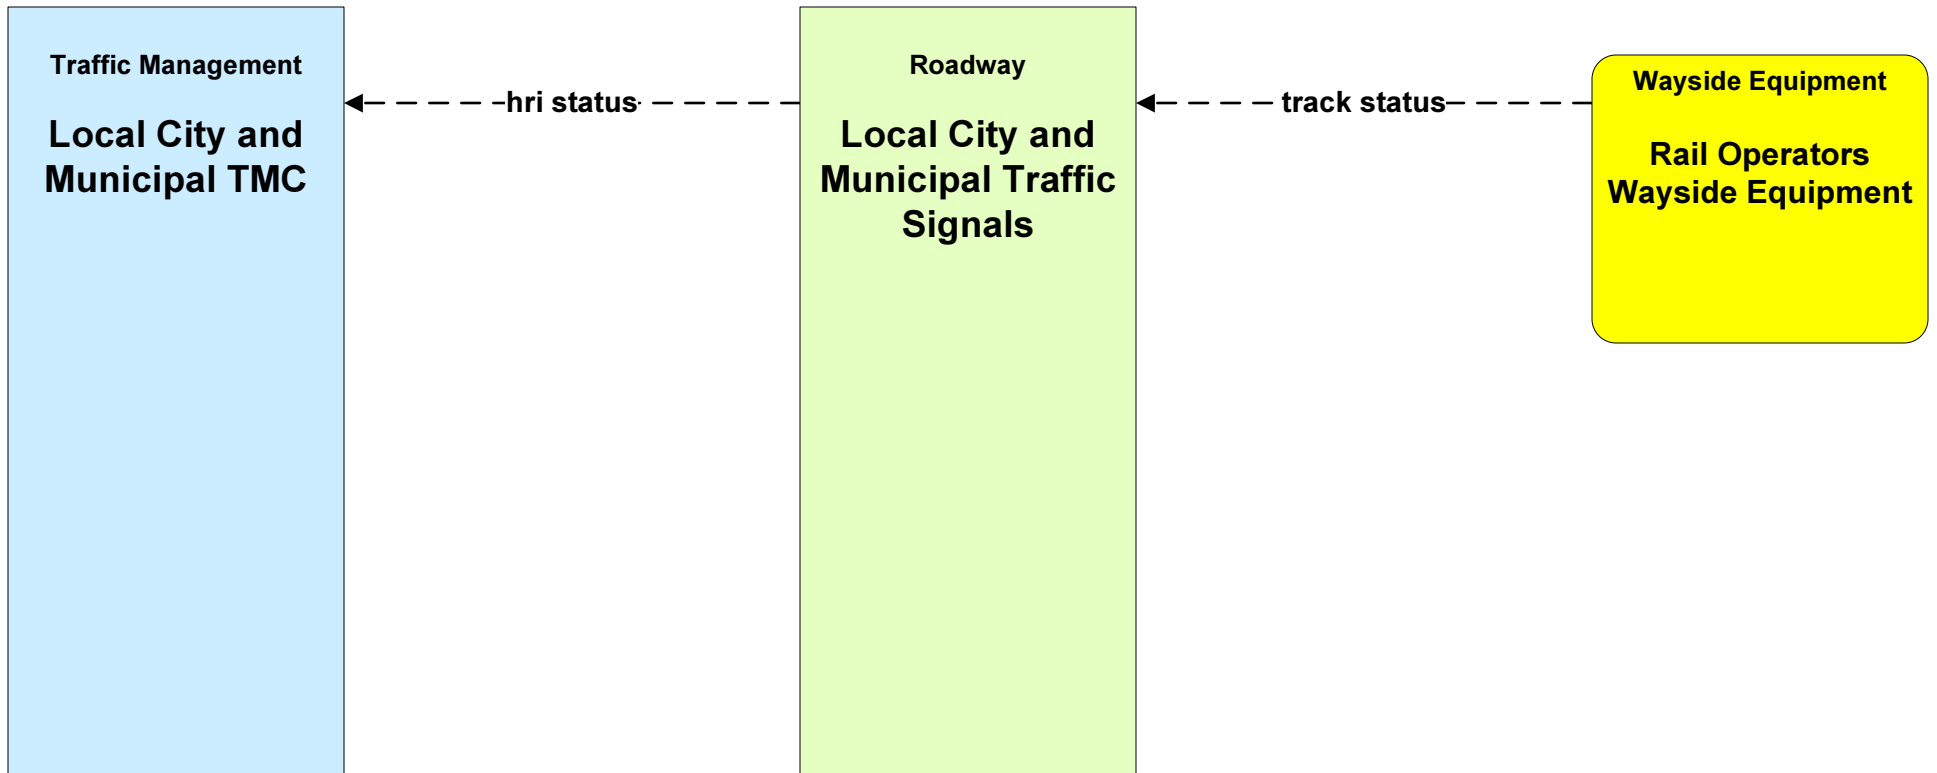 Traffic Management
Local City and
Municipal TMC
hri status
Roadway
Local City and
Municipal Traffic
Signals
track status
Wayside Equipment
Rail Operators
Wayside Equipment